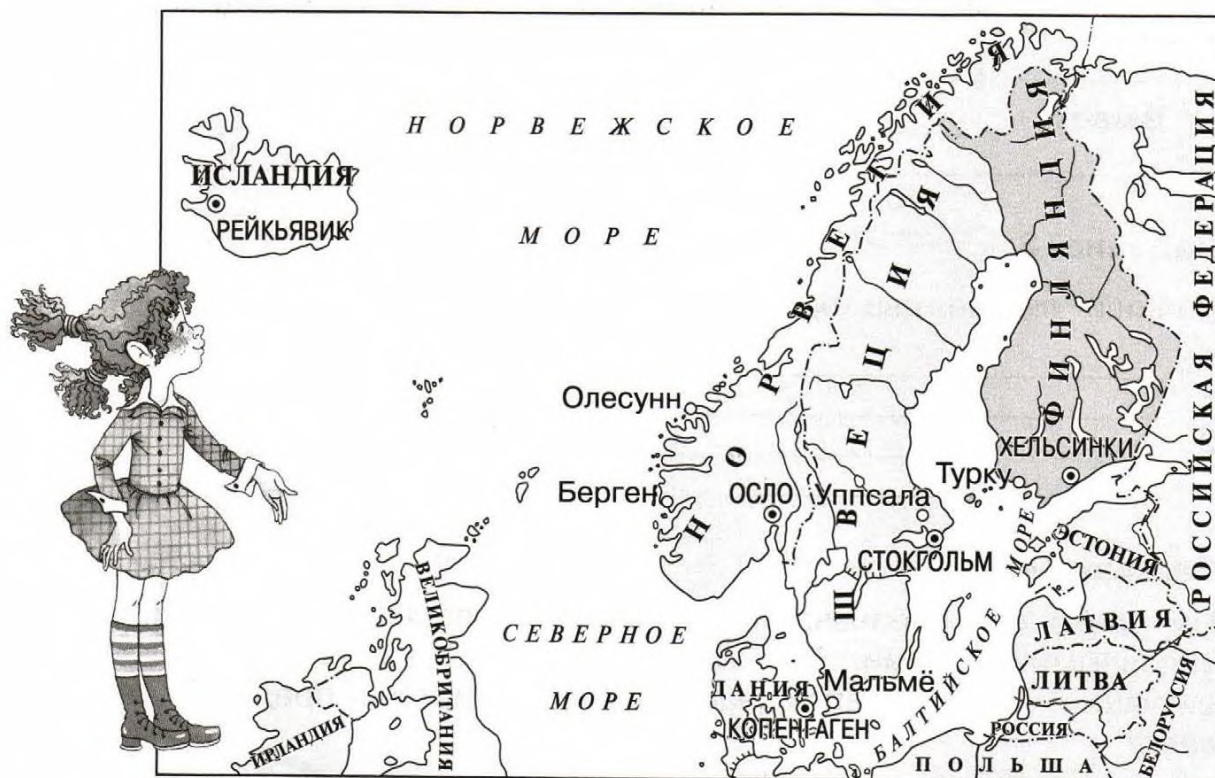 НОРВЕЖСКОЕ
МОРЕ
ИСЛАНДИЯ
РЕЙКЬЯВИК
НОРВЕГИЯ
ШВЕЦИЯ
ФИНЛЯНДИЯ
РОССИЙСКАЯ ФЕДЕРАЦИЯ
Олесунн
Берген
ОСЛО
Уппсала
СТОКГОЛЬМ
Турку
ХЕЛЬСИНКИ
ЭСТОНИЯ
ЛАТВИЯ
ЛИТВА
РОССИЯ
БЕЛОРУССИЯ
ПОЛЬША
БАЛТИЙСКОЕ МОРЕ
СЕВЕРНОЕ
МОРЕ
ДАНИЯ
КОПЕНГАГЕН
Мальмё
ВЕЛИКОБРИТАНИЯ
ИРЛАНДИЯ